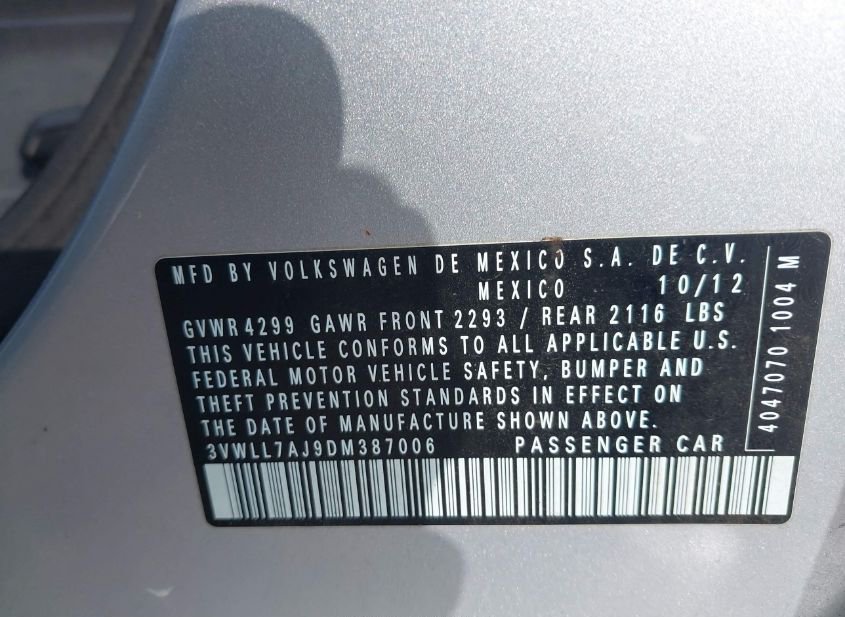 MFD BY VOLKSWAGEN DE MEXICO S.A. DE C.V.
MEXICO 10/12
GVWR 4299 GAWR FRONT 2293 / REAR 2116 LBS
THIS VEHICLE CONFORMS TO ALL APPLICABLE U.S.
FEDERAL MOTOR VEHICLE SAFETY, BUMPER AND
THEFT PREVENTION STANDARDS IN EFFECT ON
THE DATE OF MANUFACTURE SHOWN ABOVE.
3VWLL7AJ9DM387006 PASSENGER CAR
4047070 1004 M